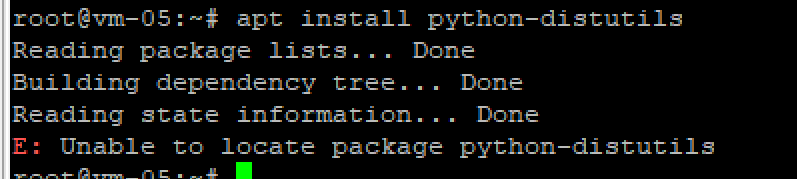 root@vm-05:~# apt install python-distutils
Reading package lists... Done
Building dependency tree... Done
Reading state information... Done
E: Unable to locate package python-distutils
root@vm-05:~#